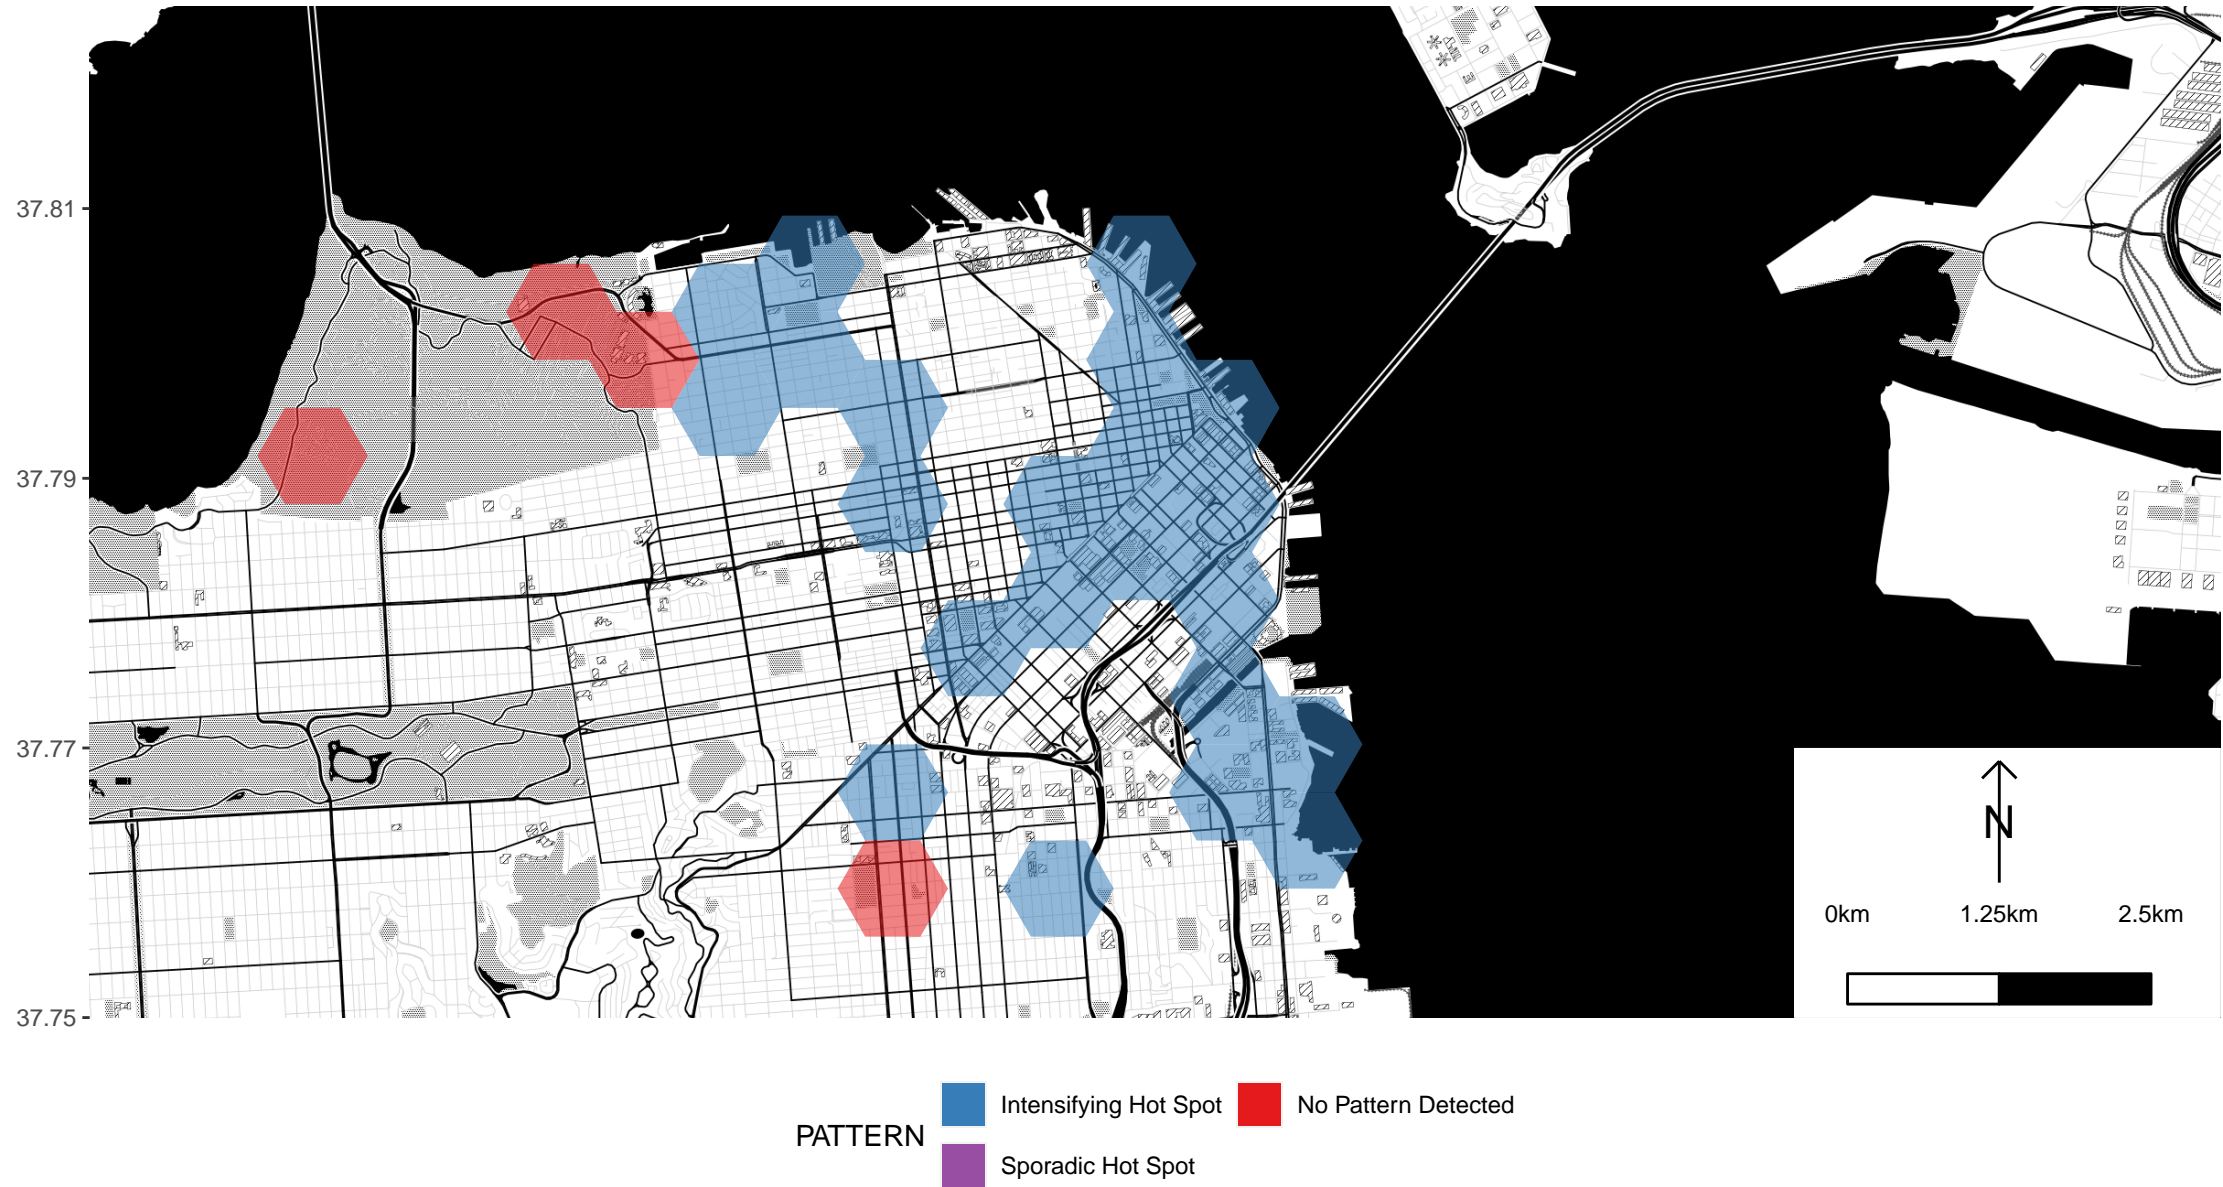 37.81
37.79
37.77
37.75
N
0km 1.25km 2.5km
PATTERN
Intensifying Hot Spot
No Pattern Detected
Sporadic Hot Spot